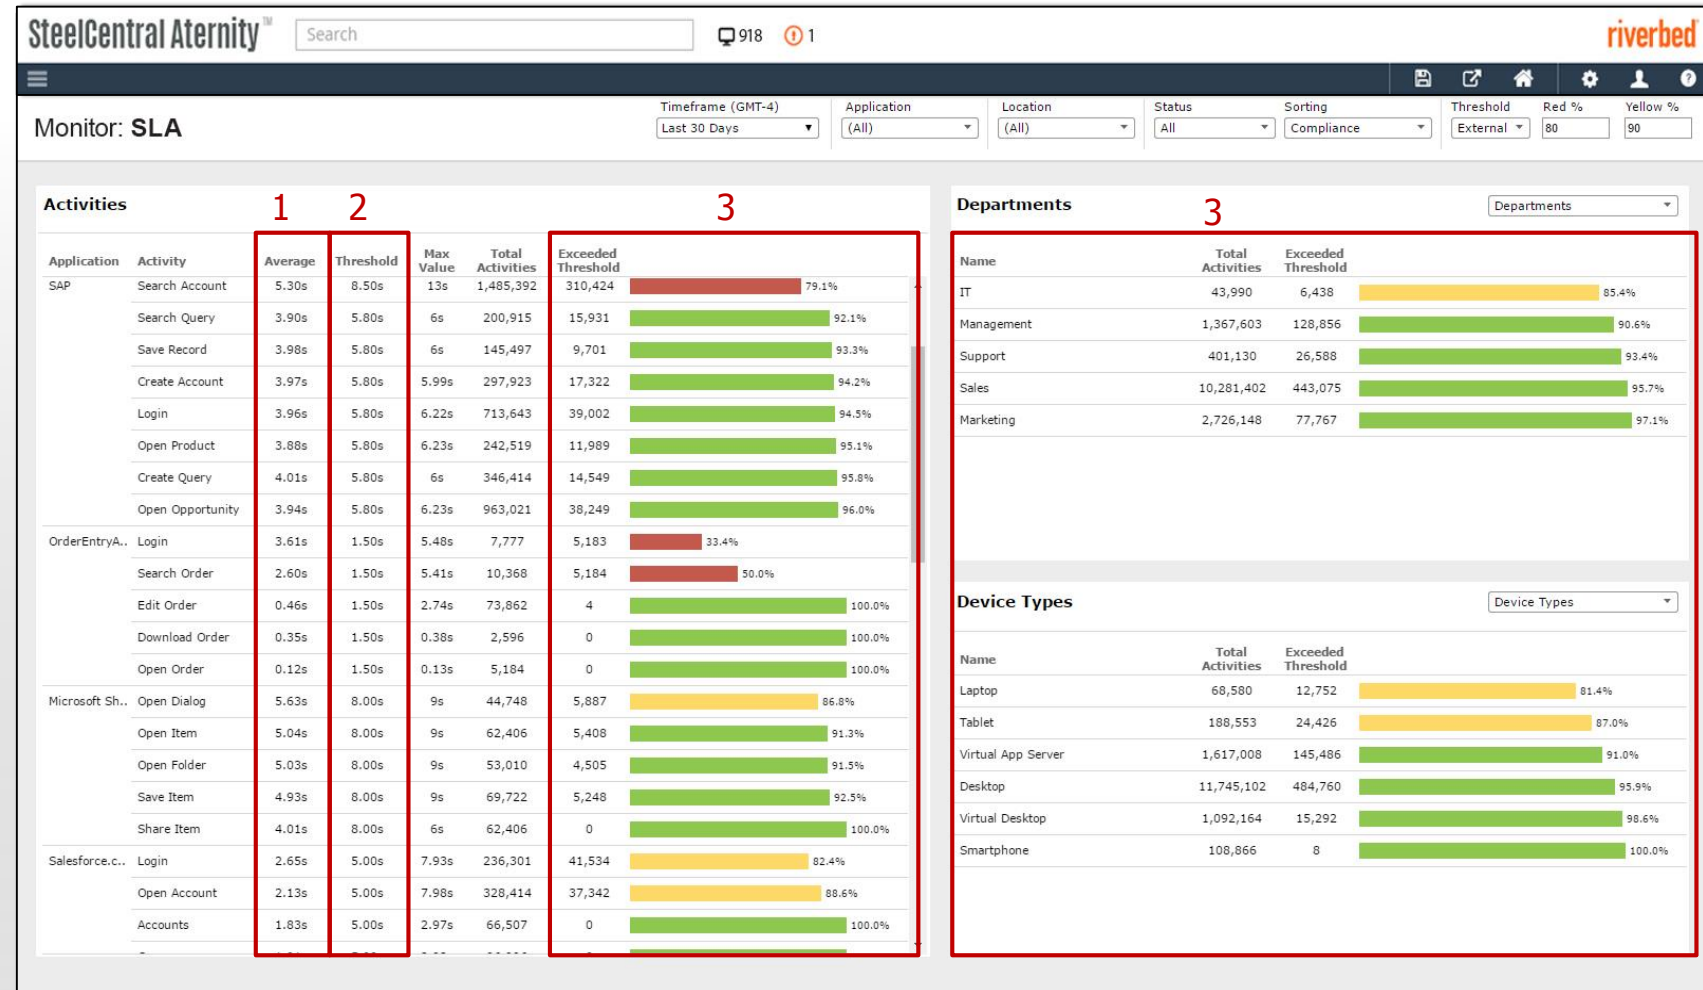 SteelCentral Aternity™ Search 918 1 riverbed
Timeframe (GMT-4) Application Location Status Sorting Threshold Red % Yellow %
Monitor: SLA Last 30 Days (All) (All) All Compliance External 80 90
Activities 1 2 3
Application Activity Average Threshold Max Value Total Activities Exceeded Threshold
SAP Search Account 5.30s 8.50s 13s 1,485,392 310,424 79.1%
Search Query 3.90s 5.80s 6s 200,915 15,931 92.1%
Save Record 3.98s 5.80s 6s 145,497 9,701 93.3%
Create Account 3.97s 5.80s 5.99s 297,923 17,322 94.2%
Login 3.96s 5.80s 6.22s 713,643 39,002 94.5%
Open Product 3.88s 5.80s 6.23s 242,519 11,989 95.1%
Create Query 4.01s 5.80s 6s 346,414 14,549 95.8%
Open Opportunity 3.94s 5.80s 6.23s 963,021 38,249 96.0%
OrderEntryA.. Login 3.61s 1.50s 5.48s 7,777 5,183 33.4%
Search Order 2.60s 1.50s 5.41s 10,368 5,184 50.0%
Edit Order 0.46s 1.50s 2.74s 73,862 4 100.0%
Download Order 0.35s 1.50s 0.38s 2,596 0 100.0%
Open Order 0.12s 1.50s 0.13s 5,184 0 100.0%
Microsoft Sh.. Open Dialog 5.63s 8.00s 9s 44,748 5,887 86.8%
Open Item 5.04s 8.00s 9s 62,406 5,408 91.3%
Open Folder 5.03s 8.00s 9s 53,010 4,505 91.5%
Save Item 4.93s 8.00s 9s 69,722 5,248 92.5%
Share Item 4.01s 8.00s 6s 62,406 0 100.0%
Salesforce.c.. Login 2.65s 5.00s 7.93s 236,301 41,534 82.4%
Open Account 2.13s 5.00s 7.98s 328,414 37,342 88.6%
Accounts 1.83s 5.00s 2.97s 66,507 0 100.0%
Departments 3 Departments
Name Total Activities Exceeded Threshold
IT 43,990 6,438 85.4%
Management 1,367,603 128,856 90.6%
Support 401,130 26,588 93.4%
Sales 10,281,402 443,075 95.7%
Marketing 2,726,148 77,767 97.1%
Device Types Device Types
Name Total Activities Exceeded Threshold
Laptop 68,580 12,752 81.4%
Tablet 188,553 24,426 87.0%
Virtual App Server 1,617,008 145,486 91.0%
Desktop 11,745,102 484,760 95.9%
Virtual Desktop 1,092,164 15,292 98.6%
Smartphone 108,866 8 100.0%